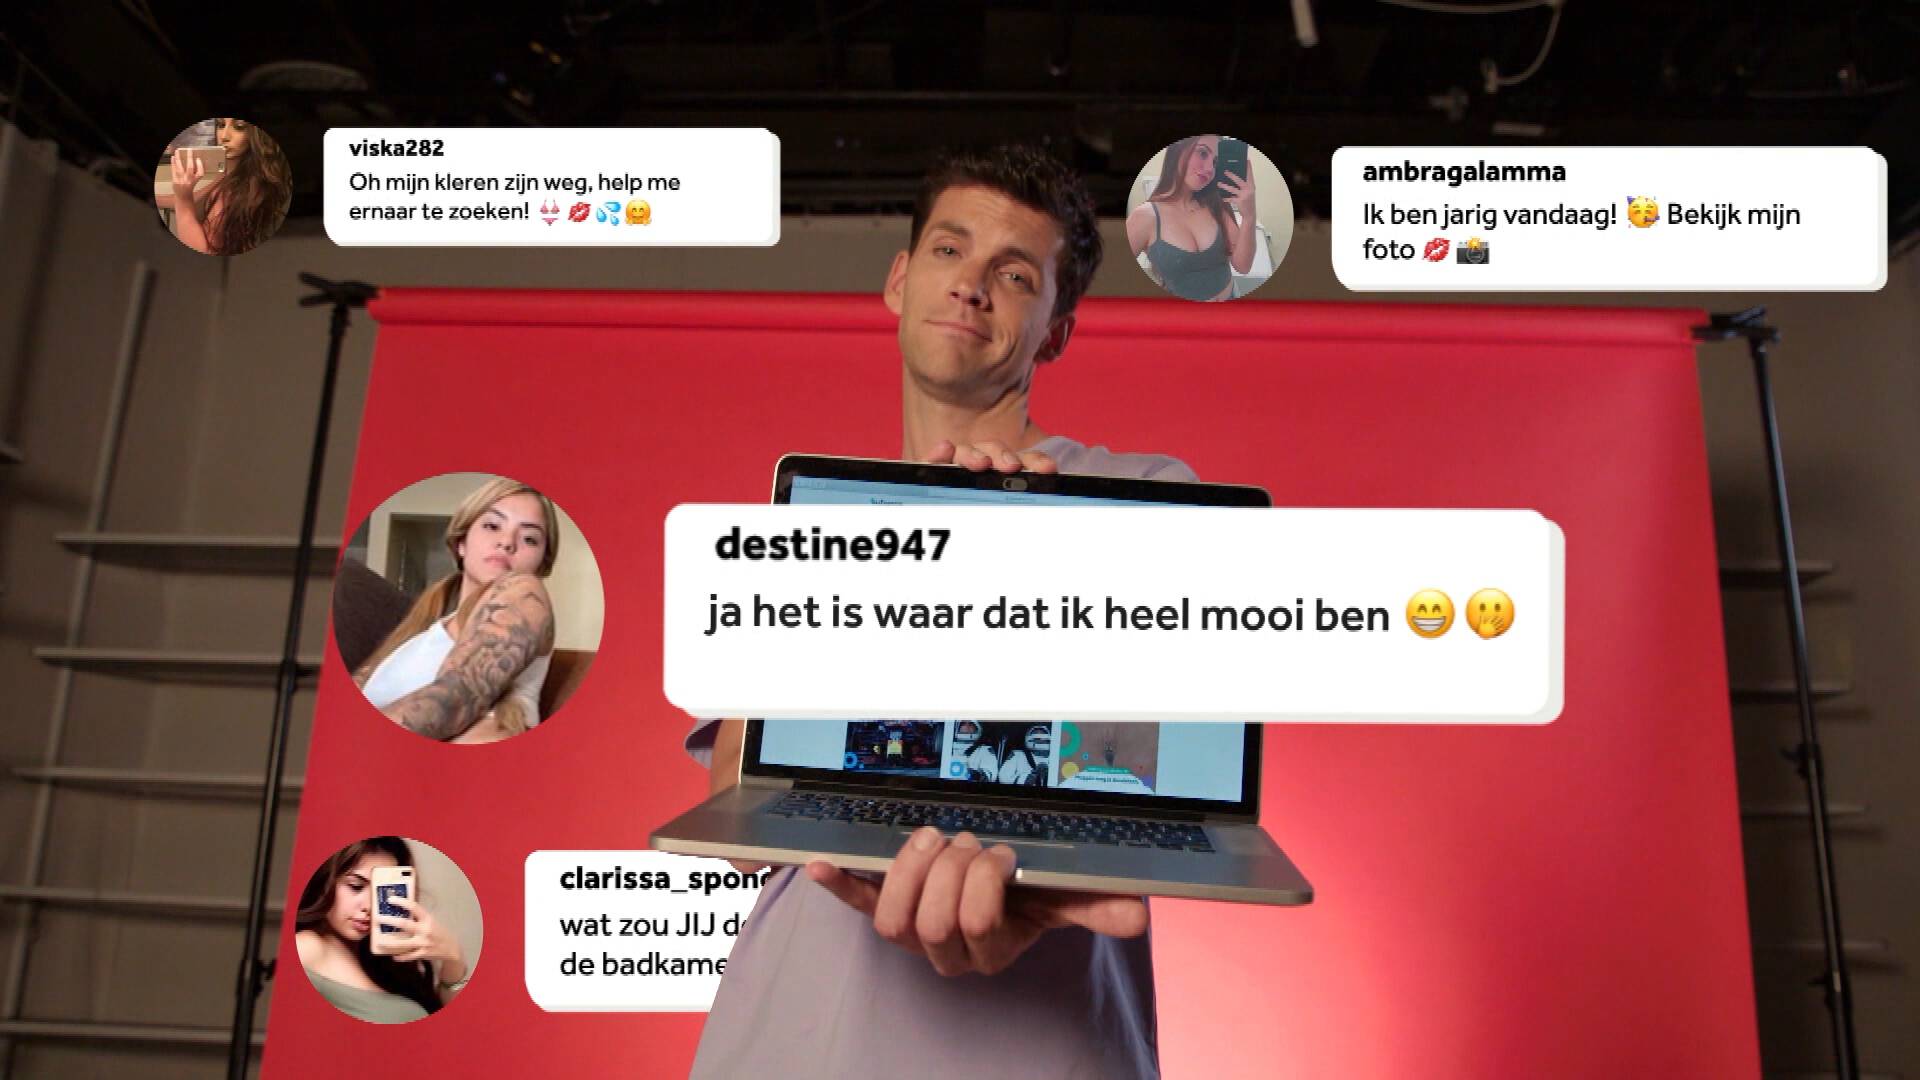 viska282
Oh mijn kleren zijn weg, help me
ernaar te zoeken! 👙💋💦🤗
ambragalamma
Ik ben jarig vandaag! 🥳 Bekijk mijn
foto 💋📸
destine947
ja het is waar dat ik heel mooi ben 😁🤭
clarissa_spon
wat zou JIJ d
de badkame